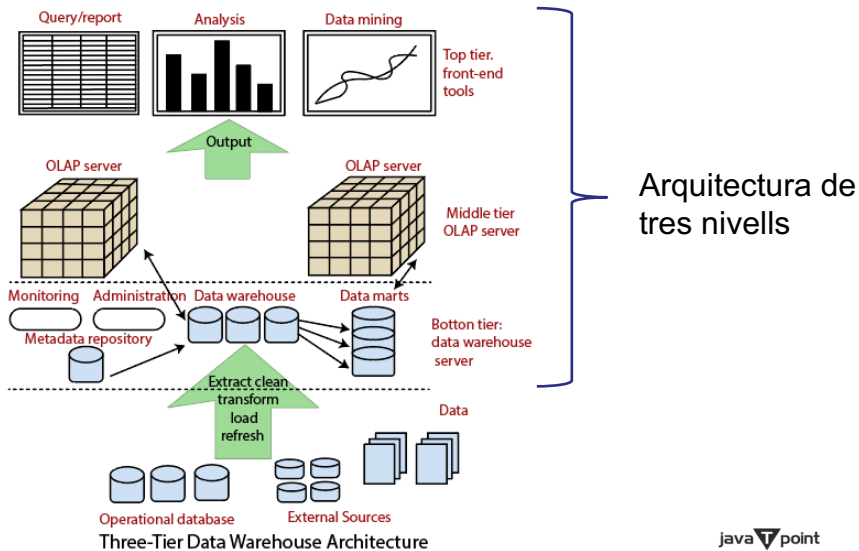 Query/report
Analysis
Data mining
Top tier.
front-end
tools
Output
OLAP server
OLAP server
Middle tier
OLAP server
Arquitectura de
tres nivells
Monitoring
Administration
Data warehouse
Data marts
Metadata repository
Botton tier:
data warehouse
server
Extract clean
transform
load
refresh
Data
Operational database
External Sources
Three-Tier Data Warehouse Architecture
java T point